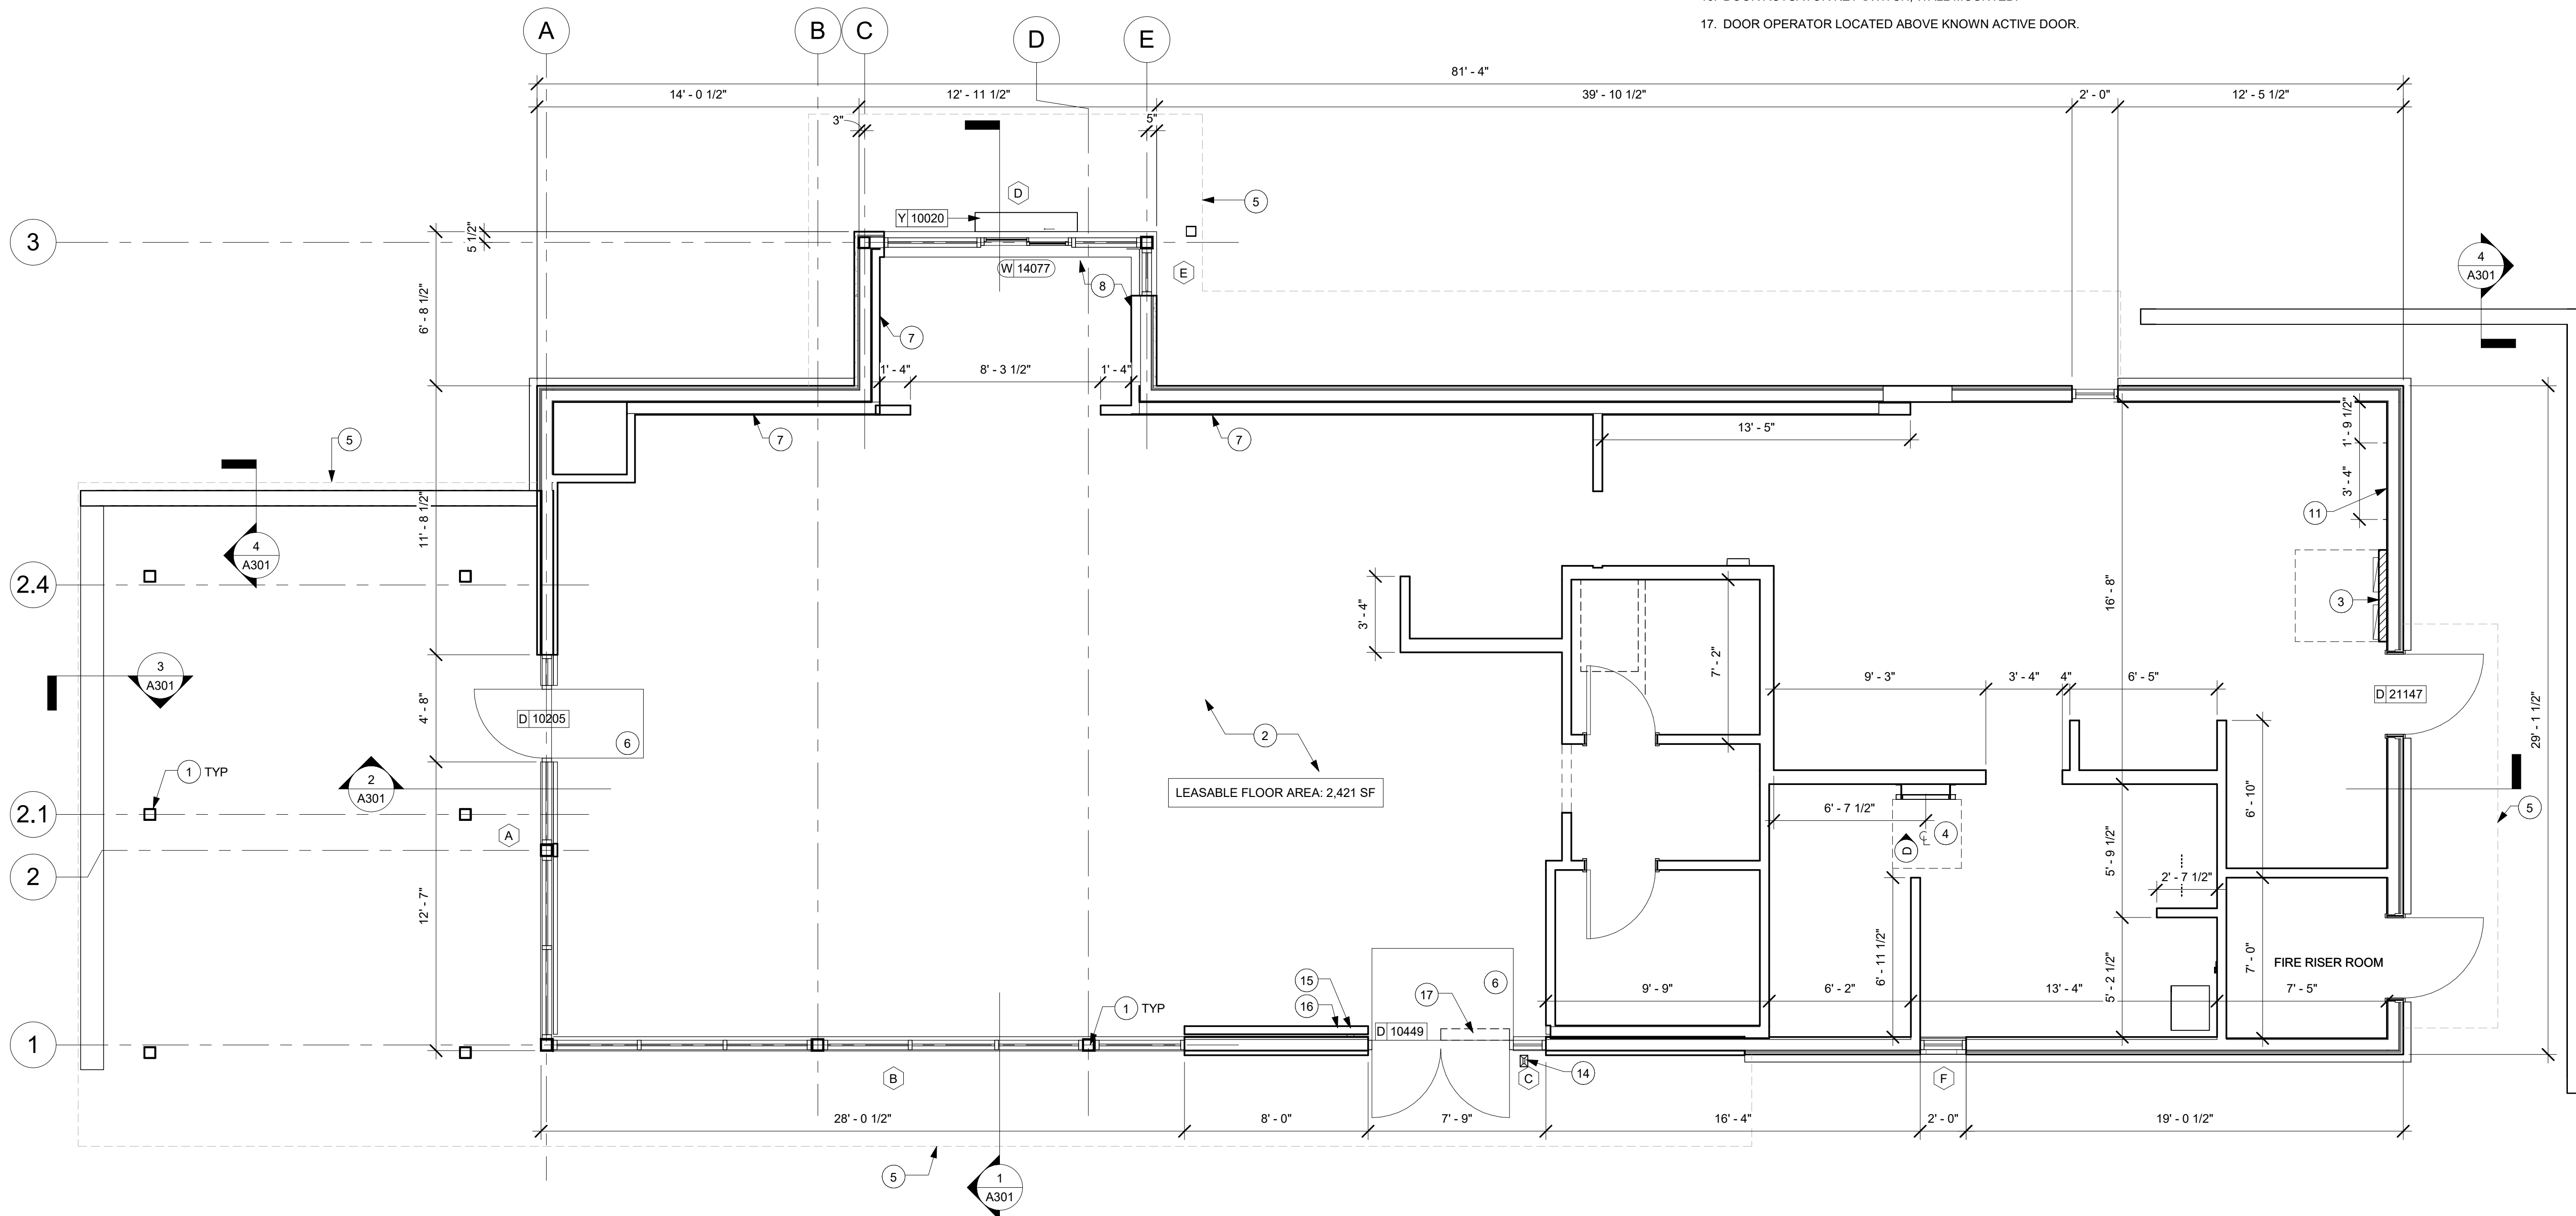 17. DOOR OPERATOR LOCATED ABOVE KNOWN ACTIVE DOOR.
A
B
C
D
E
81' - 4"
14' - 0 1/2"
12' - 11 1/2"
39' - 10 1/2"
2' - 0"
12' - 5 1/2"
3"
5"
D
5
Y 10020
3
5 1/2"
W 14077
E
8
4
A301
6' - 8 1/2"
7
1' - 4"
8' - 3 1/2"
1' - 4"
7
7
13' - 5"
1' - 9 1/2"
3' - 4"
11
5
11' - 8 1/2"
4
A301
2.4
3' - 4"
7' - 2"
16' - 8"
3
3
A301
9' - 3"
3' - 4"
4"
6' - 5"
D 21147
29' - 1 1/2"
4' - 8"
D 10205
6
2
1 TYP
2
A301
LEASABLE FLOOR AREA: 2,421 SF
6' - 10"
5
2.1
A
6' - 7 1/2"
4
D
CL
5' - 9 1/2"
2
2' - 7 1/2"
12' - 7"
6' - 11 1/2"
5' - 2 1/2"
7' - 0"
FIRE RISER ROOM
15
16
17
6
9' - 9"
6' - 2"
13' - 4"
7' - 5"
1 TYP
D 10449
1
B
C
14
F
28' - 0 1/2"
8' - 0"
7' - 9"
16' - 4"
2' - 0"
19' - 0 1/2"
5
1
A301